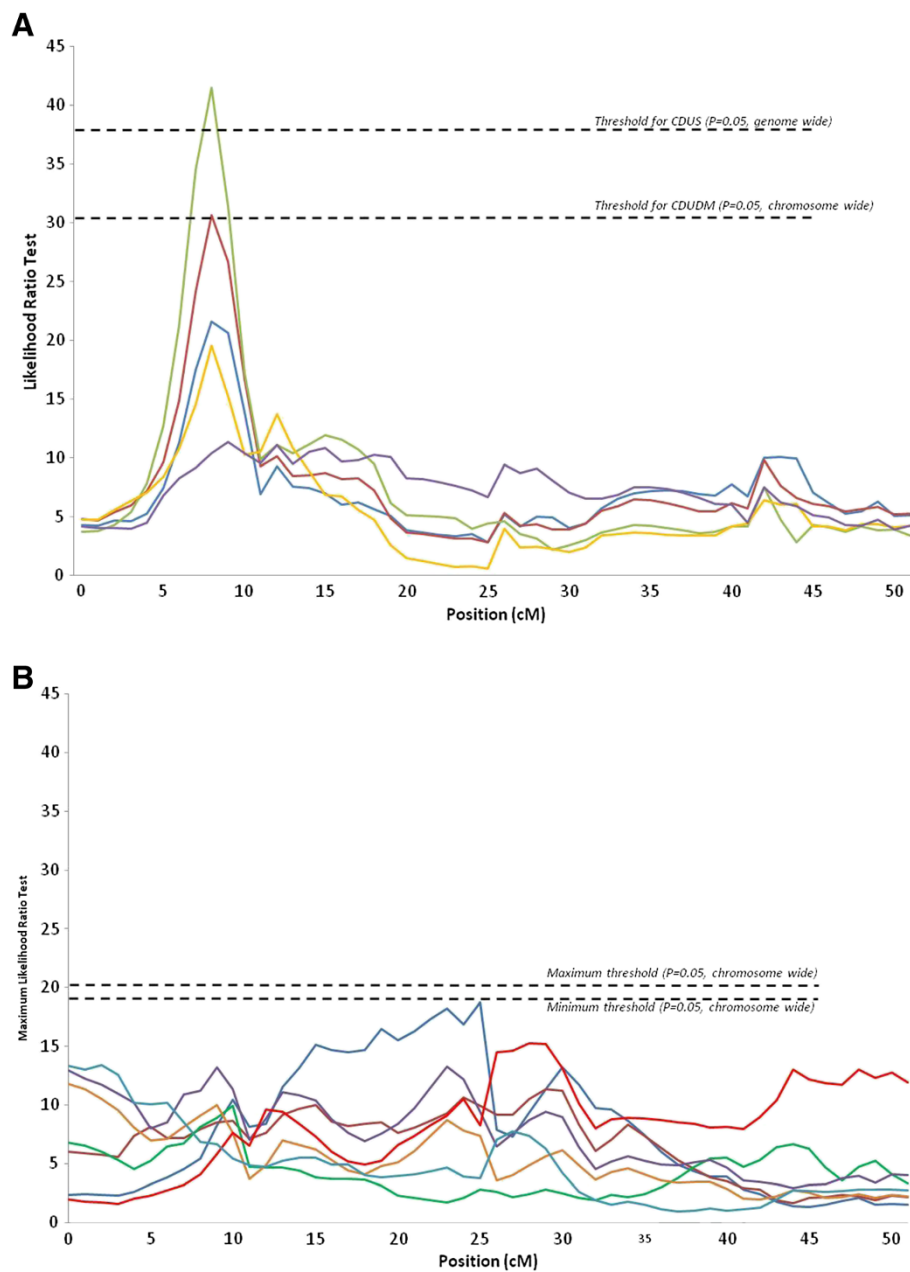 A
45
40
35
30
25
20
15
10
5
0
Likelihood Ratio Test
Threshold for CDUS (P=0.05, genome wide)
Threshold for CDUDM (P=0.05, chromosome wide)
0 5 10 15 20 25 30 35 40 45 50
Position (cM)
B
45
40
35
30
25
20
15
10
5
0
Maximum Likelihood Ratio Test
Maximum threshold (P=0.05, chromosome wide)
Minimum threshold (P=0.05, chromosome wide)
0 5 10 15 20 25 30 35 40 45 50
Position (cM)